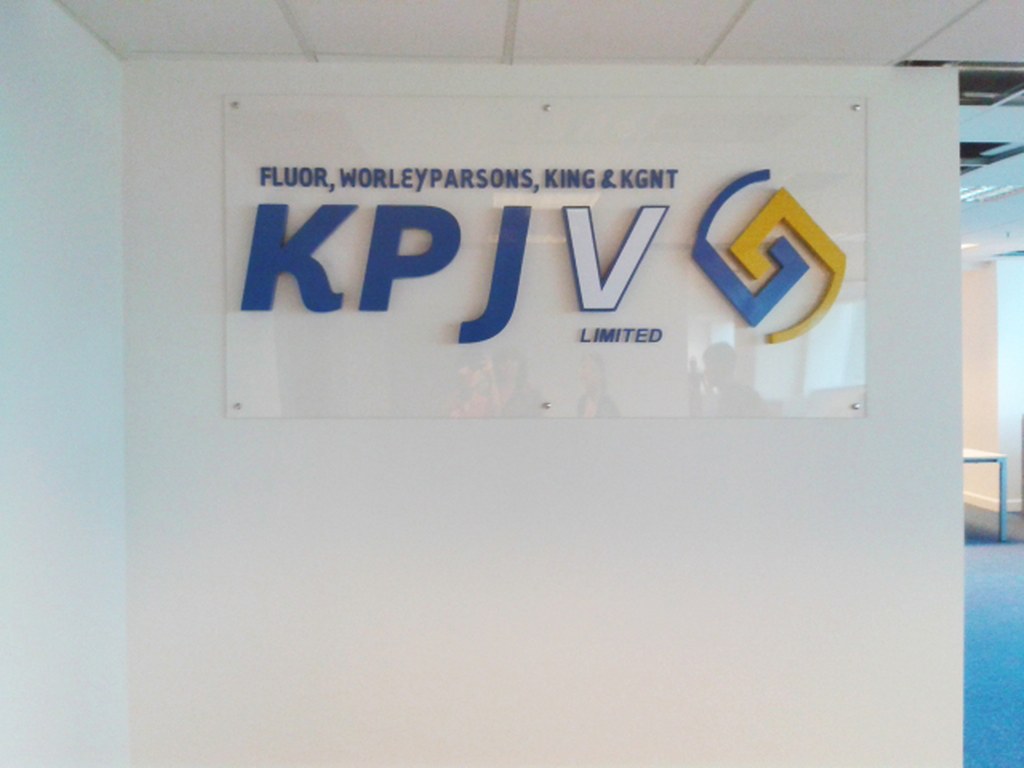 FLUOR, WORLEYPARSONS, KING & KGNT
KPJV
LIMITED